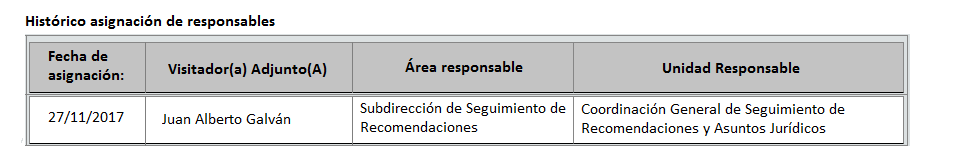 Histórico asignación de responsables
Fecha de
asignación:
Visitador(a) Adjunto(A)
Área responsable
Unidad Responsable
27/11/2017
Juan Alberto Galván
Subdirección de Seguimiento de
Recomendaciones
Coordinación General de Seguimiento de
Recomendaciones y Asuntos Jurídicos